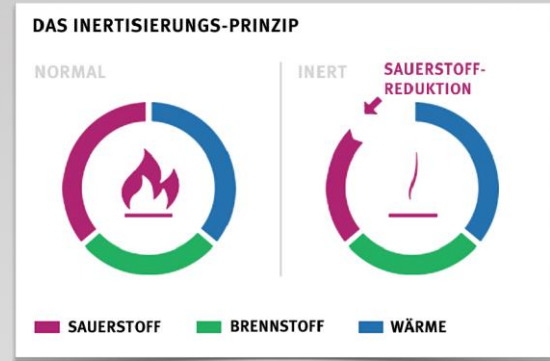 DAS INERTISIERUNGS-PRINZIP
NORMAL
INERT
SAUERSTOFF-
REDUKTION
SAUERSTOFF
BRENNSTOFF
WÄRME